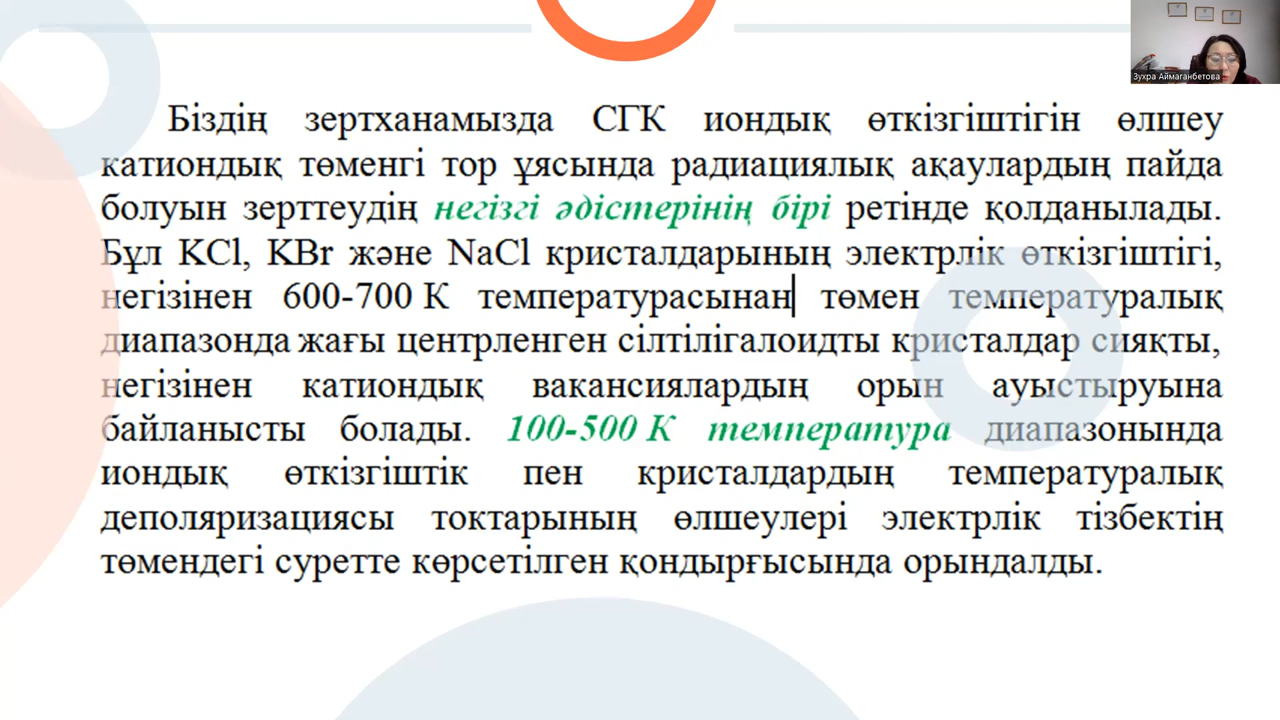 Зухра Аймаганбетова
Біздің зертханамызда СГК иондық өткізгіштігін өлшеу
катиондық төменгі тор ұясында радиациялық ақаулардың пайда
болуын зерттеудің негізгі әдістерінің бірі ретінде қолданылады.
Бұл KCl, KBr және NaCl кристалдарының электрлік өткізгіштігі,
негізінен 600-700 К температурасынан төмен температуралық
диапазонда жағы центрленген сілтілігалоидты кристалдар сияқты,
негізінен катиондық вакансиялардың орын ауыстыруына
байланысты болады. 100-500 К температура диапазонында
иондық өткізгіштік пен кристалдардың температуралық
деполяризациясы токтарының өлшеулері электрлік тізбектің
төмендегі суретте көрсетілген қондырғысында орындалды.